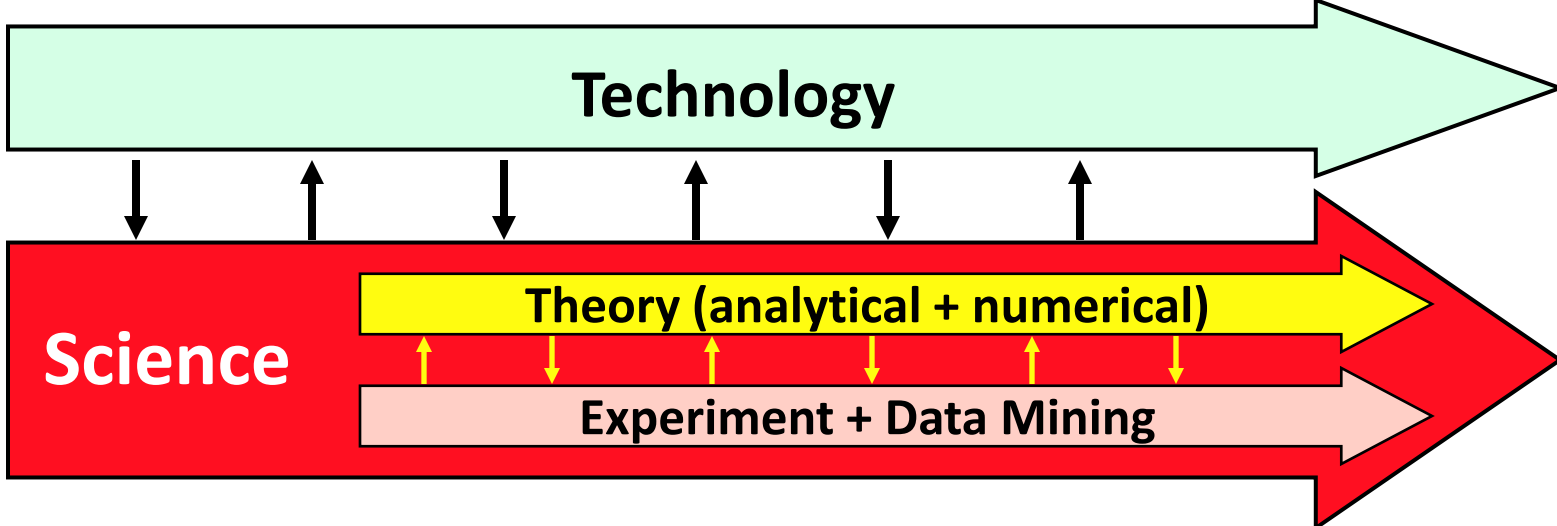 Technology
Theory (analytical + numerical)
Science
Experiment + Data Mining